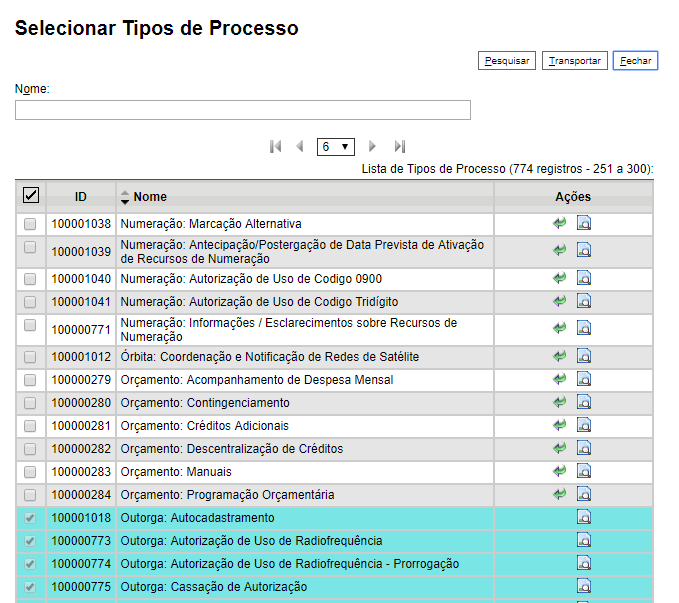 Selecionar Tipos de Processo
Pesquisar Transportar Fechar
Nome:
6
Lista de Tipos de Processo (774 registros - 251 a 300):
ID Nome Ações
100001038 Numeração: Marcação Alternativa
100001039 Numeração: Antecipação/Postergação de Data Prevista de Ativação
de Recursos de Numeração
100001040 Numeração: Autorização de Uso de Codigo 0900
100001041 Numeração: Autorização de Uso de Codigo Tridígito
100000771 Numeração: Informações / Esclarecimentos sobre Recursos de
Numeração
100001012 Órbita: Coordenação e Notificação de Redes de Satélite
100000279 Orçamento: Acompanhamento de Despesa Mensal
100000280 Orçamento: Contingenciamento
100000281 Orçamento: Créditos Adicionais
100000282 Orçamento: Descentralização de Créditos
100000283 Orçamento: Manuais
100000284 Orçamento: Programação Orçamentária
100001018 Outorga: Autocadastramento
100000773 Outorga: Autorização de Uso de Radiofrequência
100000774 Outorga: Autorização de Uso de Radiofrequência - Prorrogação
100000775 Outorga: Cassação de Autorização